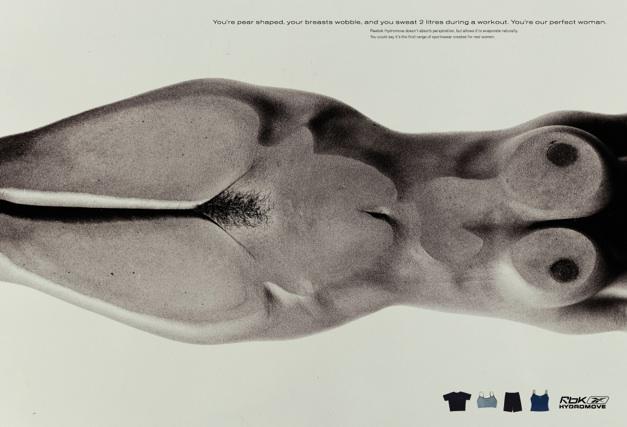 You're pear shaped, your breasts wobble, and you sweat 2 litres during a workout. You're our perfect woman.
Reebok Hydromove doesn't absorb perspiration, but allows it to evaporate naturally.
You could say it's the first range of sportswear created for real women.
Rbk
HYDROMOVE